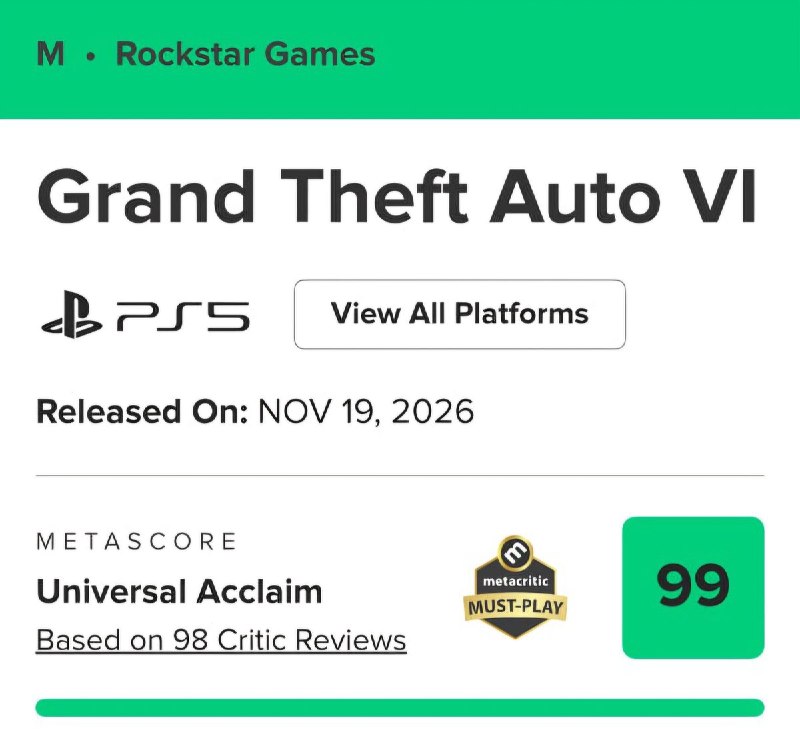 M • Rockstar Games
Grand Theft Auto VI
PS5
View All Platforms
Released On: NOV 19, 2026
METASCORE
Universal Acclaim
Based on 98 Critic Reviews
m
metacritic
MUST-PLAY
99